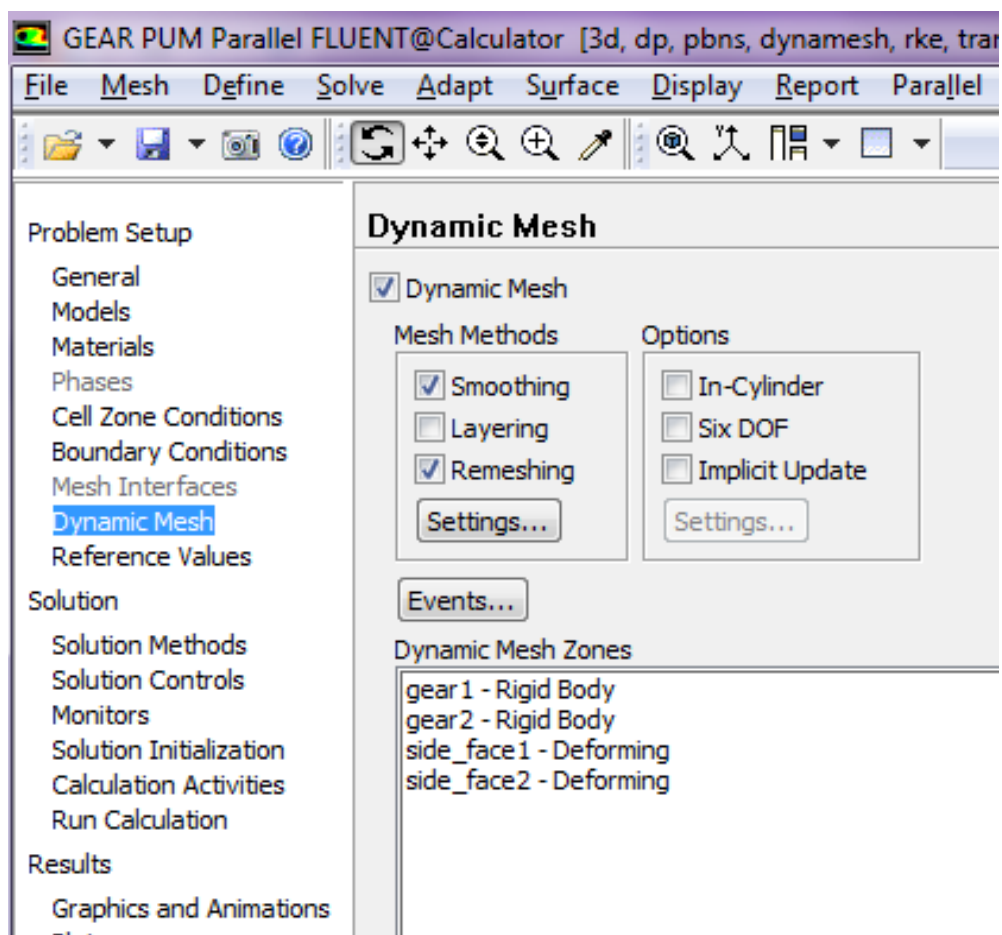 GEAR PUM Parallel FLUENT@Calculator [3d, dp, pbns, dynamesh, rke,
File Mesh Define Solve Adapt Surface Display Report Parallel
Problem Setup
General
Models
Materials
Phases
Cell Zone Conditions
Boundary Conditions
Mesh Interfaces
Dynamic Mesh
Reference Values
Solution
Solution Methods
Solution Controls
Monitors
Solution Initialization
Calculation Activities
Run Calculation
Results
Graphics and Animations
Dynamic Mesh
Dynamic Mesh
Mesh Methods
Smoothing
Layering
Remeshing
Settings...
Options
In-Cylinder
Six DOF
Implicit Update
Settings...
Events...
Dynamic Mesh Zones
gear1 - Rigid Body
gear2 - Rigid Body
side_face1 - Deforming
side_face2 - Deforming